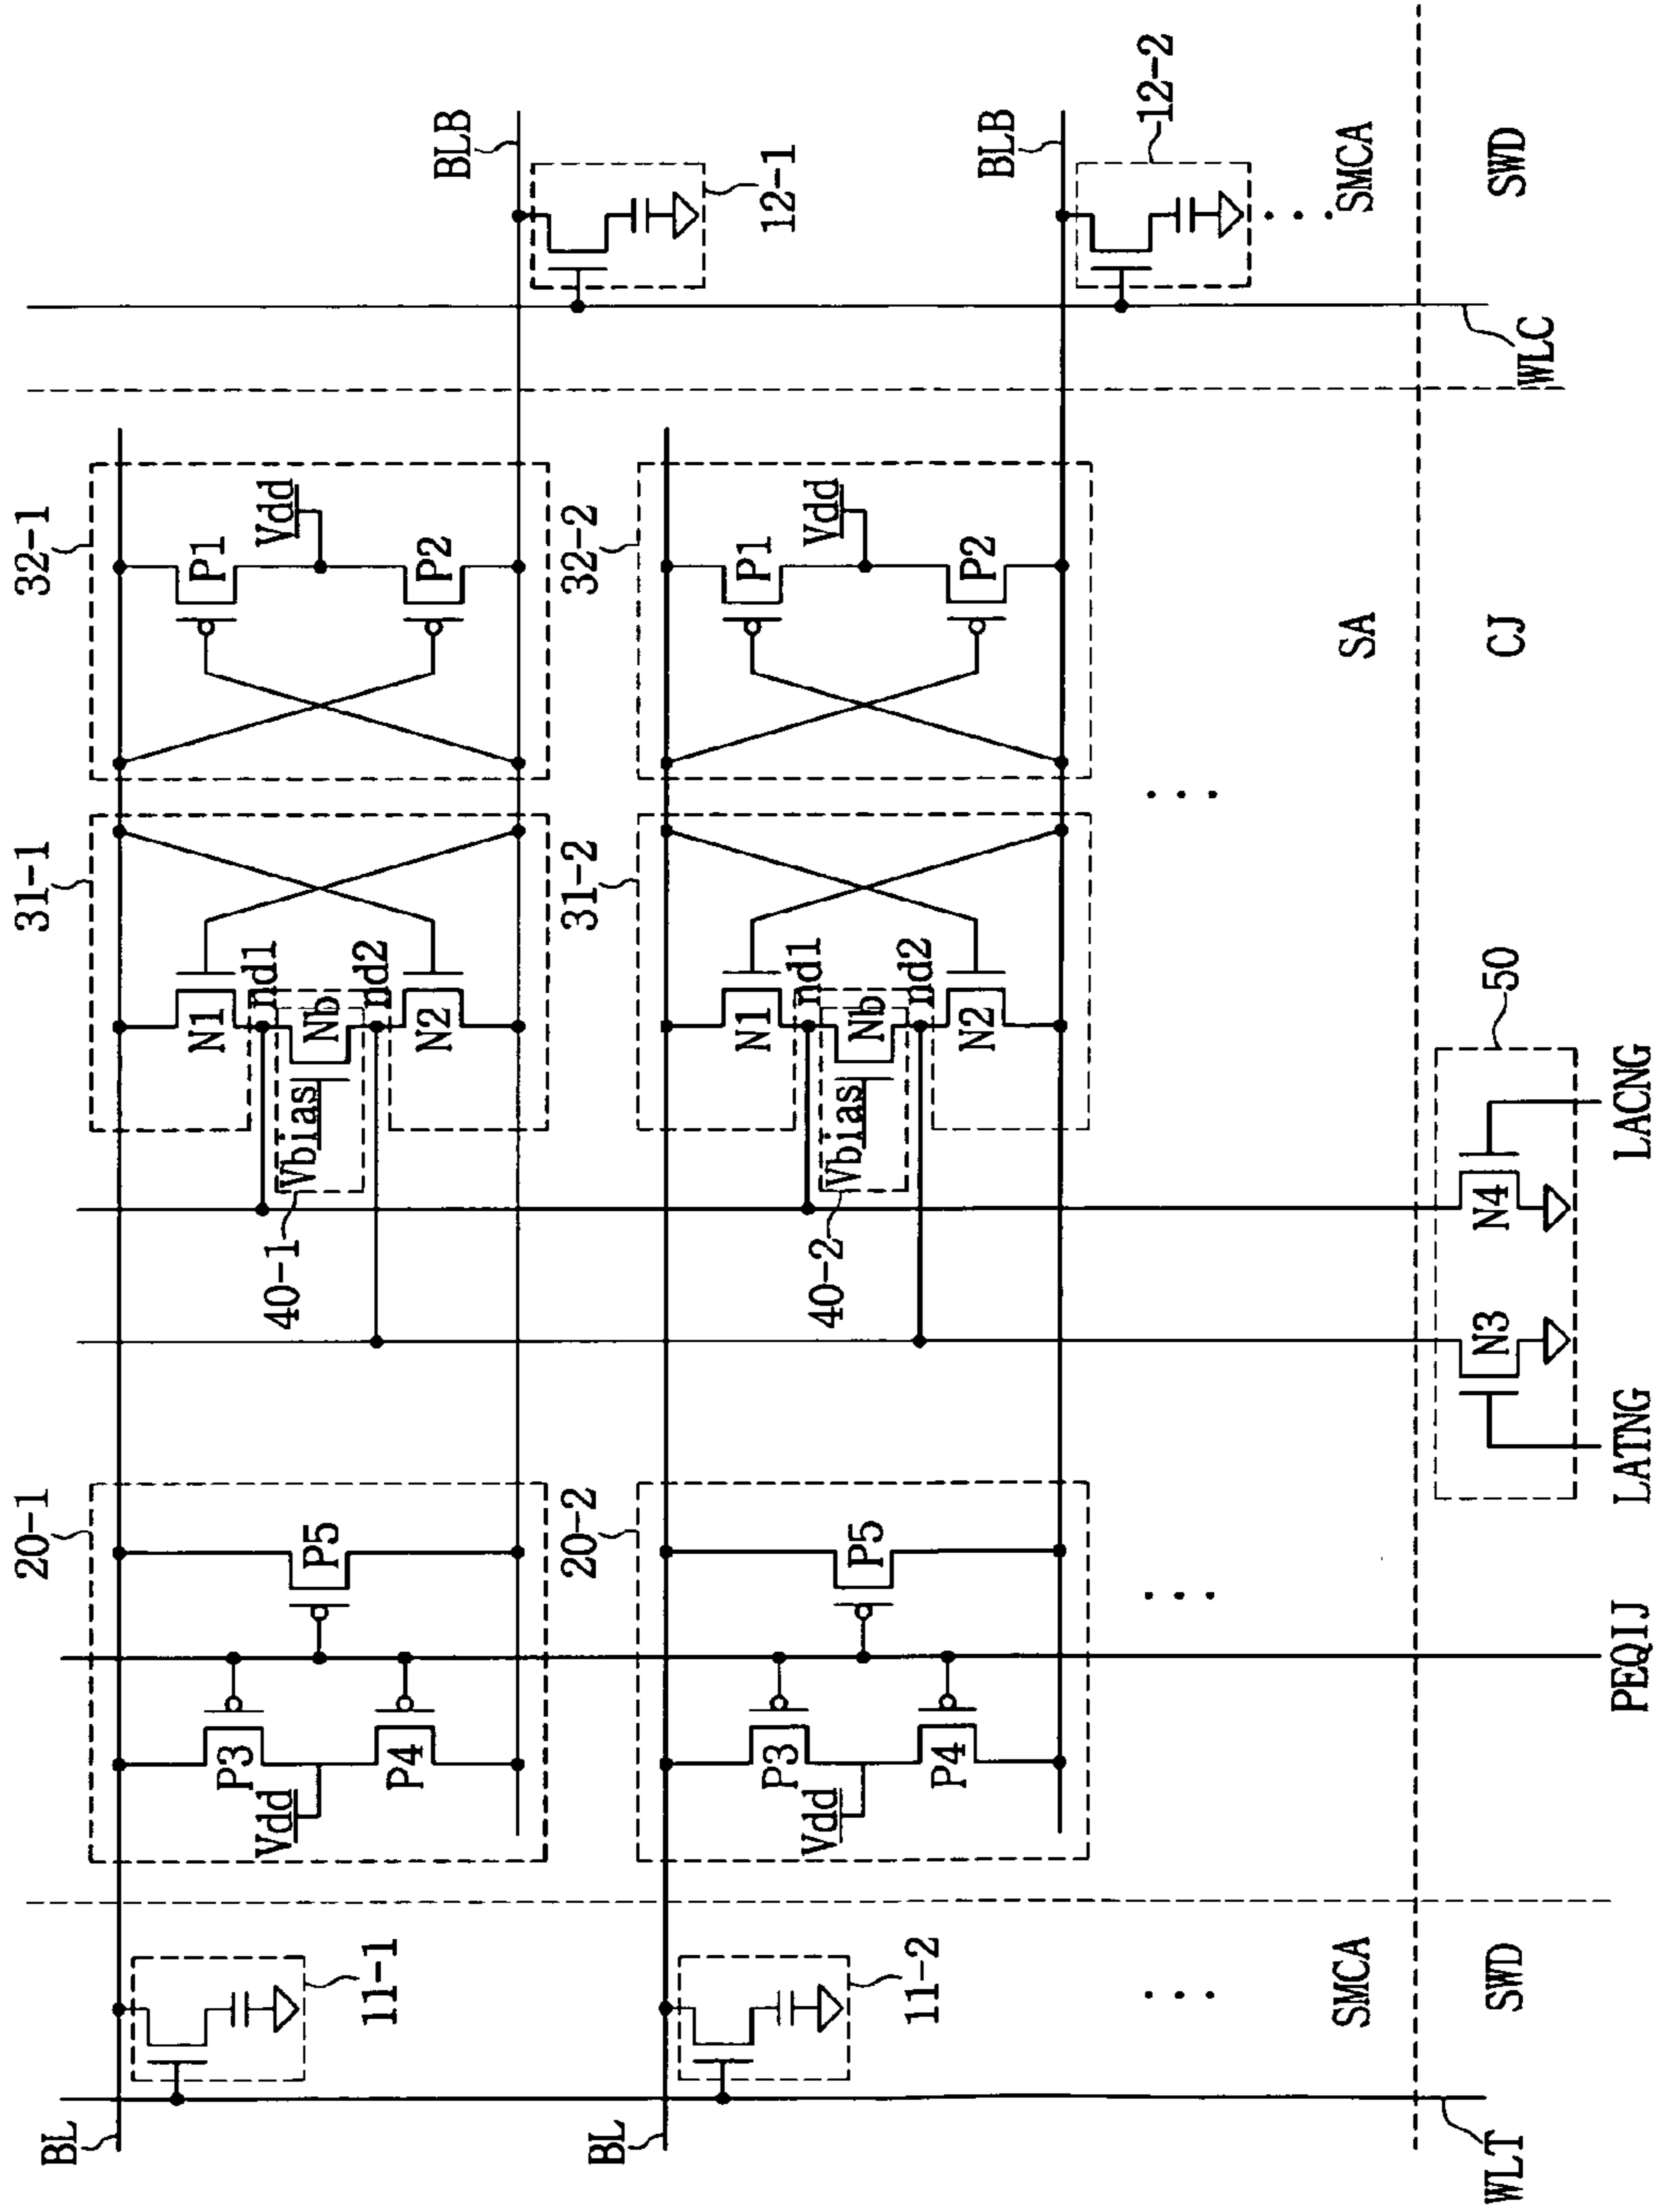 BL
WLT
11-1
BL
11-2
SMCA
SWD
20-1
Vdd
P3
P4
P5
20-2
Vdd
P3
P4
P5
PEQIJ
31-1
N1
nd1
Vbias
Nb
nd2
N2
40-1
31-2
N1
nd1
Vbias
Nb
nd2
N2
40-2
LATNG
N3
N4
LACNG
50
32-1
P1
Vdd
P2
32-2
P1
Vdd
P2
SA
CJ
BLB
12-1
BLB
12-2
WLC
SMCA
SWD